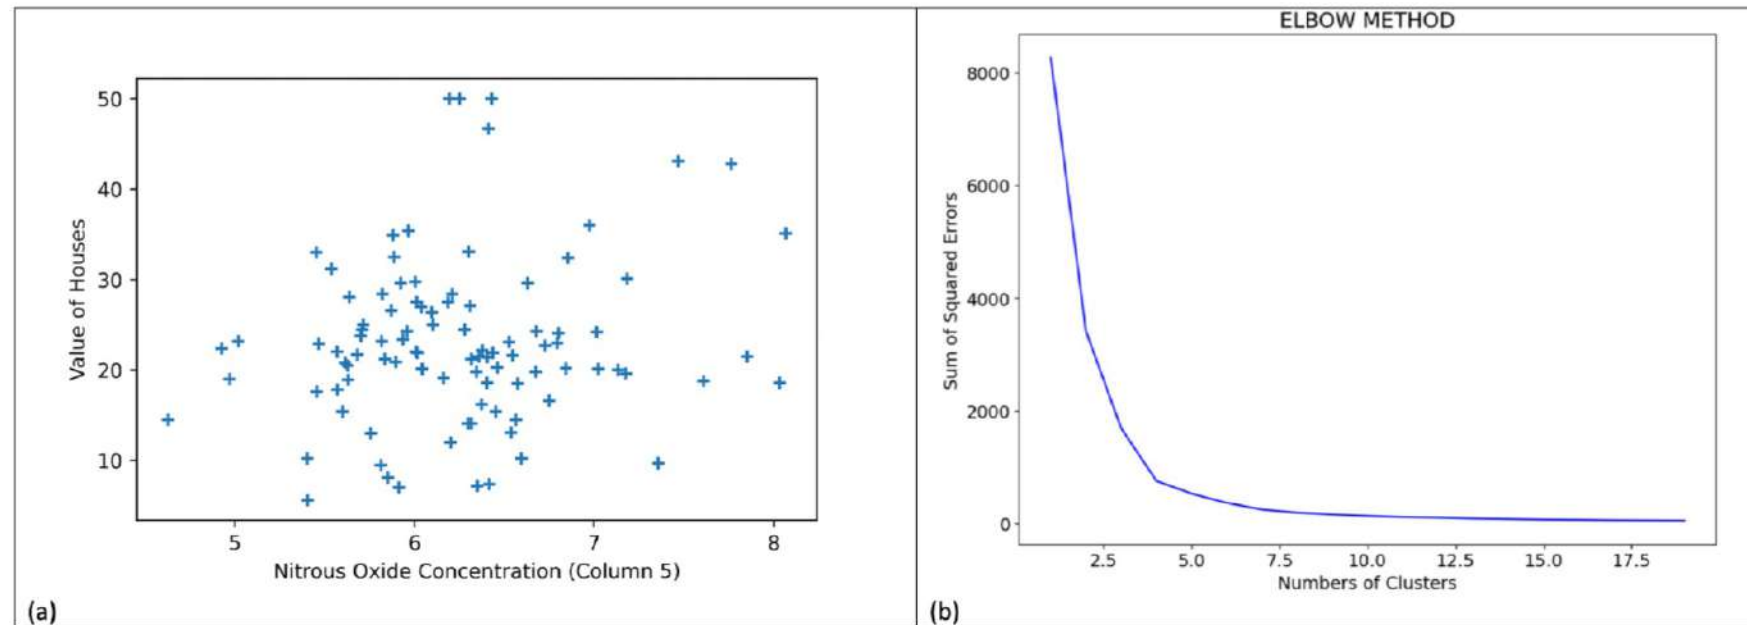 50
40
30
20
10
Value of Houses
5 6 7 8
Nitrous Oxide Concentration (Column 5)
(a)
ELBOW METHOD
8000
6000
4000
2000
0
Sum of Squared Errors
2.5 5.0 7.5 10.0 12.5 15.0 17.5
Numbers of Clusters
(b)